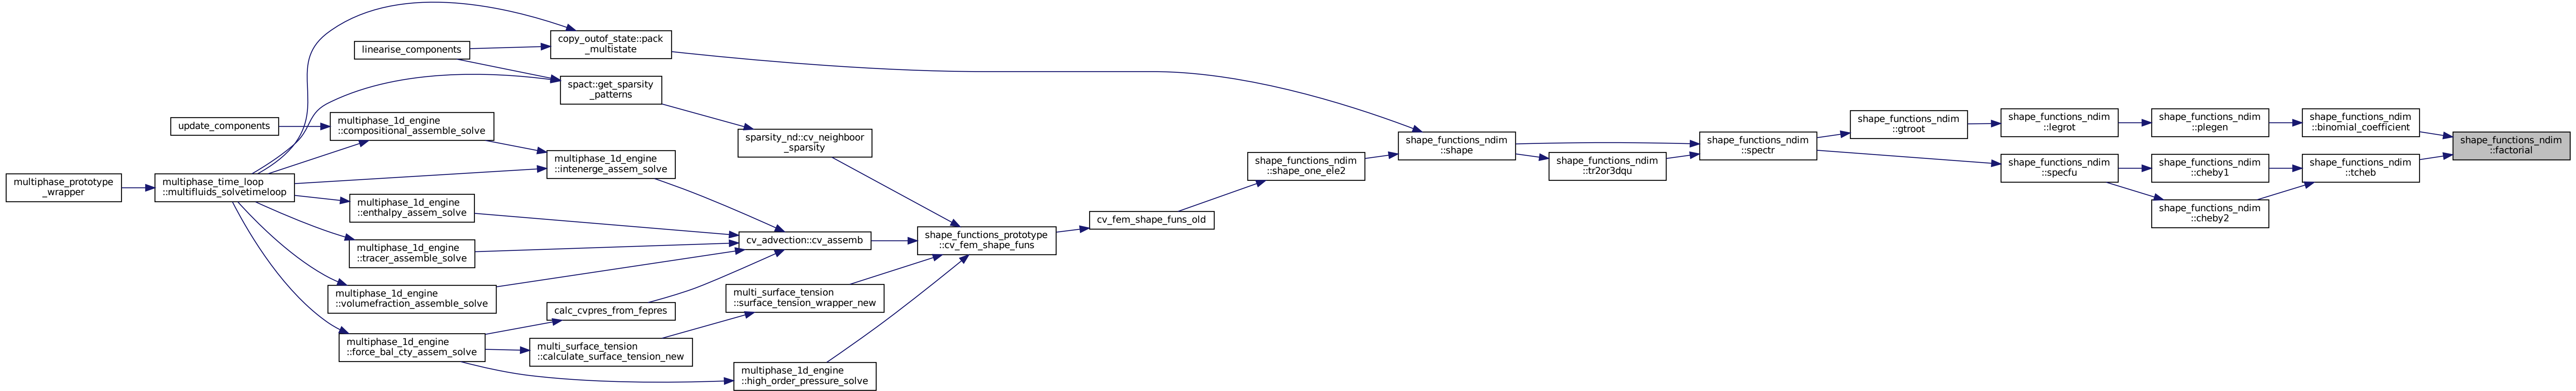 multiphase_prototype
_wrapper
update_components
multiphase_time_loop
::multifluids_solvetimeloop
linearise_components
multiphase_1d_engine
::compositional_assemble_solve
multiphase_1d_engine
::enthalpy_assem_solve
multiphase_1d_engine
::tracer_assemble_solve
multiphase_1d_engine
::volumefraction_assemble_solve
multiphase_1d_engine
::force_bal_cty_assem_solve
copy_outof_state::pack
_multistate
spact::get_sparsity
_patterns
multiphase_1d_engine
::intenerge_assem_solve
calc_cvpres_from_fepres
multi_surface_tension
::calculate_surface_tension_new
sparsity_nd::cv_neighboor
_sparsity
cv_advection::cv_assemb
multi_surface_tension
::surface_tension_wrapper_new
multiphase_1d_engine
::high_order_pressure_solve
shape_functions_prototype
::cv_fem_shape_funs
cv_fem_shape_funs_old
shape_functions_ndim
::shape_one_ele2
shape_functions_ndim
::shape
shape_functions_ndim
::tr2or3dqu
shape_functions_ndim
::spectr
shape_functions_ndim
::gtroot
shape_functions_ndim
::legrot
shape_functions_ndim
::specfu
shape_functions_ndim
::plegen
shape_functions_ndim
::cheby1
shape_functions_ndim
::cheby2
shape_functions_ndim
::binomial_coefficient
shape_functions_ndim
::tcheb
shape_functions_ndim
::factorial